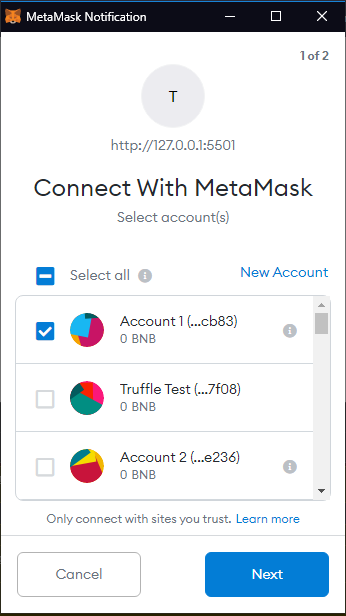 MetaMask Notification
1 of 2
T
http://127.0.0.1:5501
Connect With MetaMask
Select account(s)
Select all
New Account
Account 1 (...cb83)
0 BNB
Truffle Test (...7f08)
0 BNB
Account 2 (...e236)
0 BNB
Only connect with sites you trust. Learn more
Cancel
Next